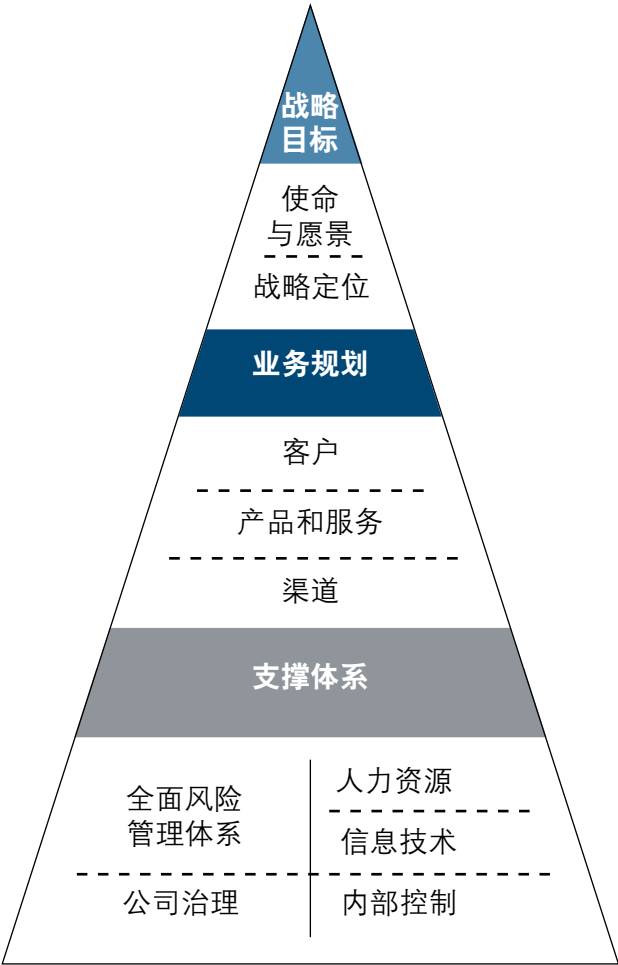 战略
目标
使命
与愿景
战略定位
业务规划
客户
产品和服务
渠道
支撑体系
全面风险
管理体系
公司治理
人力资源
信息技术
内部控制